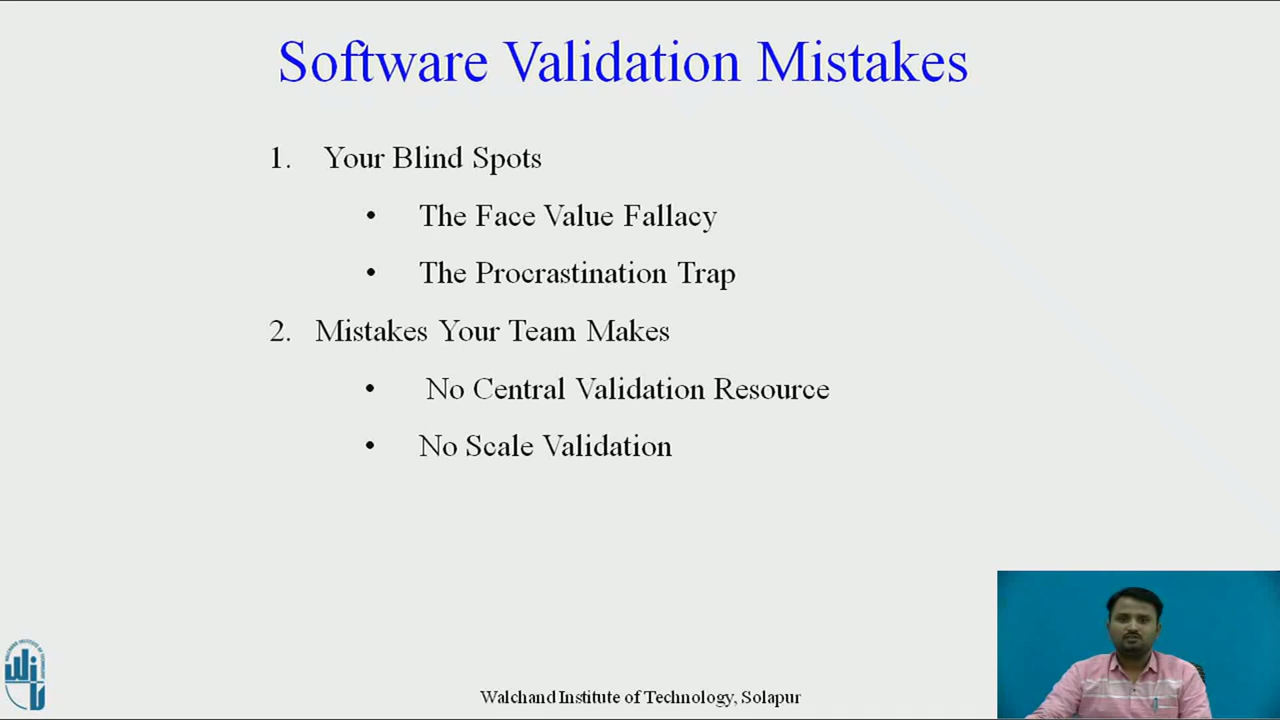 Software Validation Mistakes
1. Your Blind Spots
• The Face Value Fallacy
• The Procrastination Trap
2. Mistakes Your Team Makes
• No Central Validation Resource
• No Scale Validation
Walchand Institute of Technology, Solapur